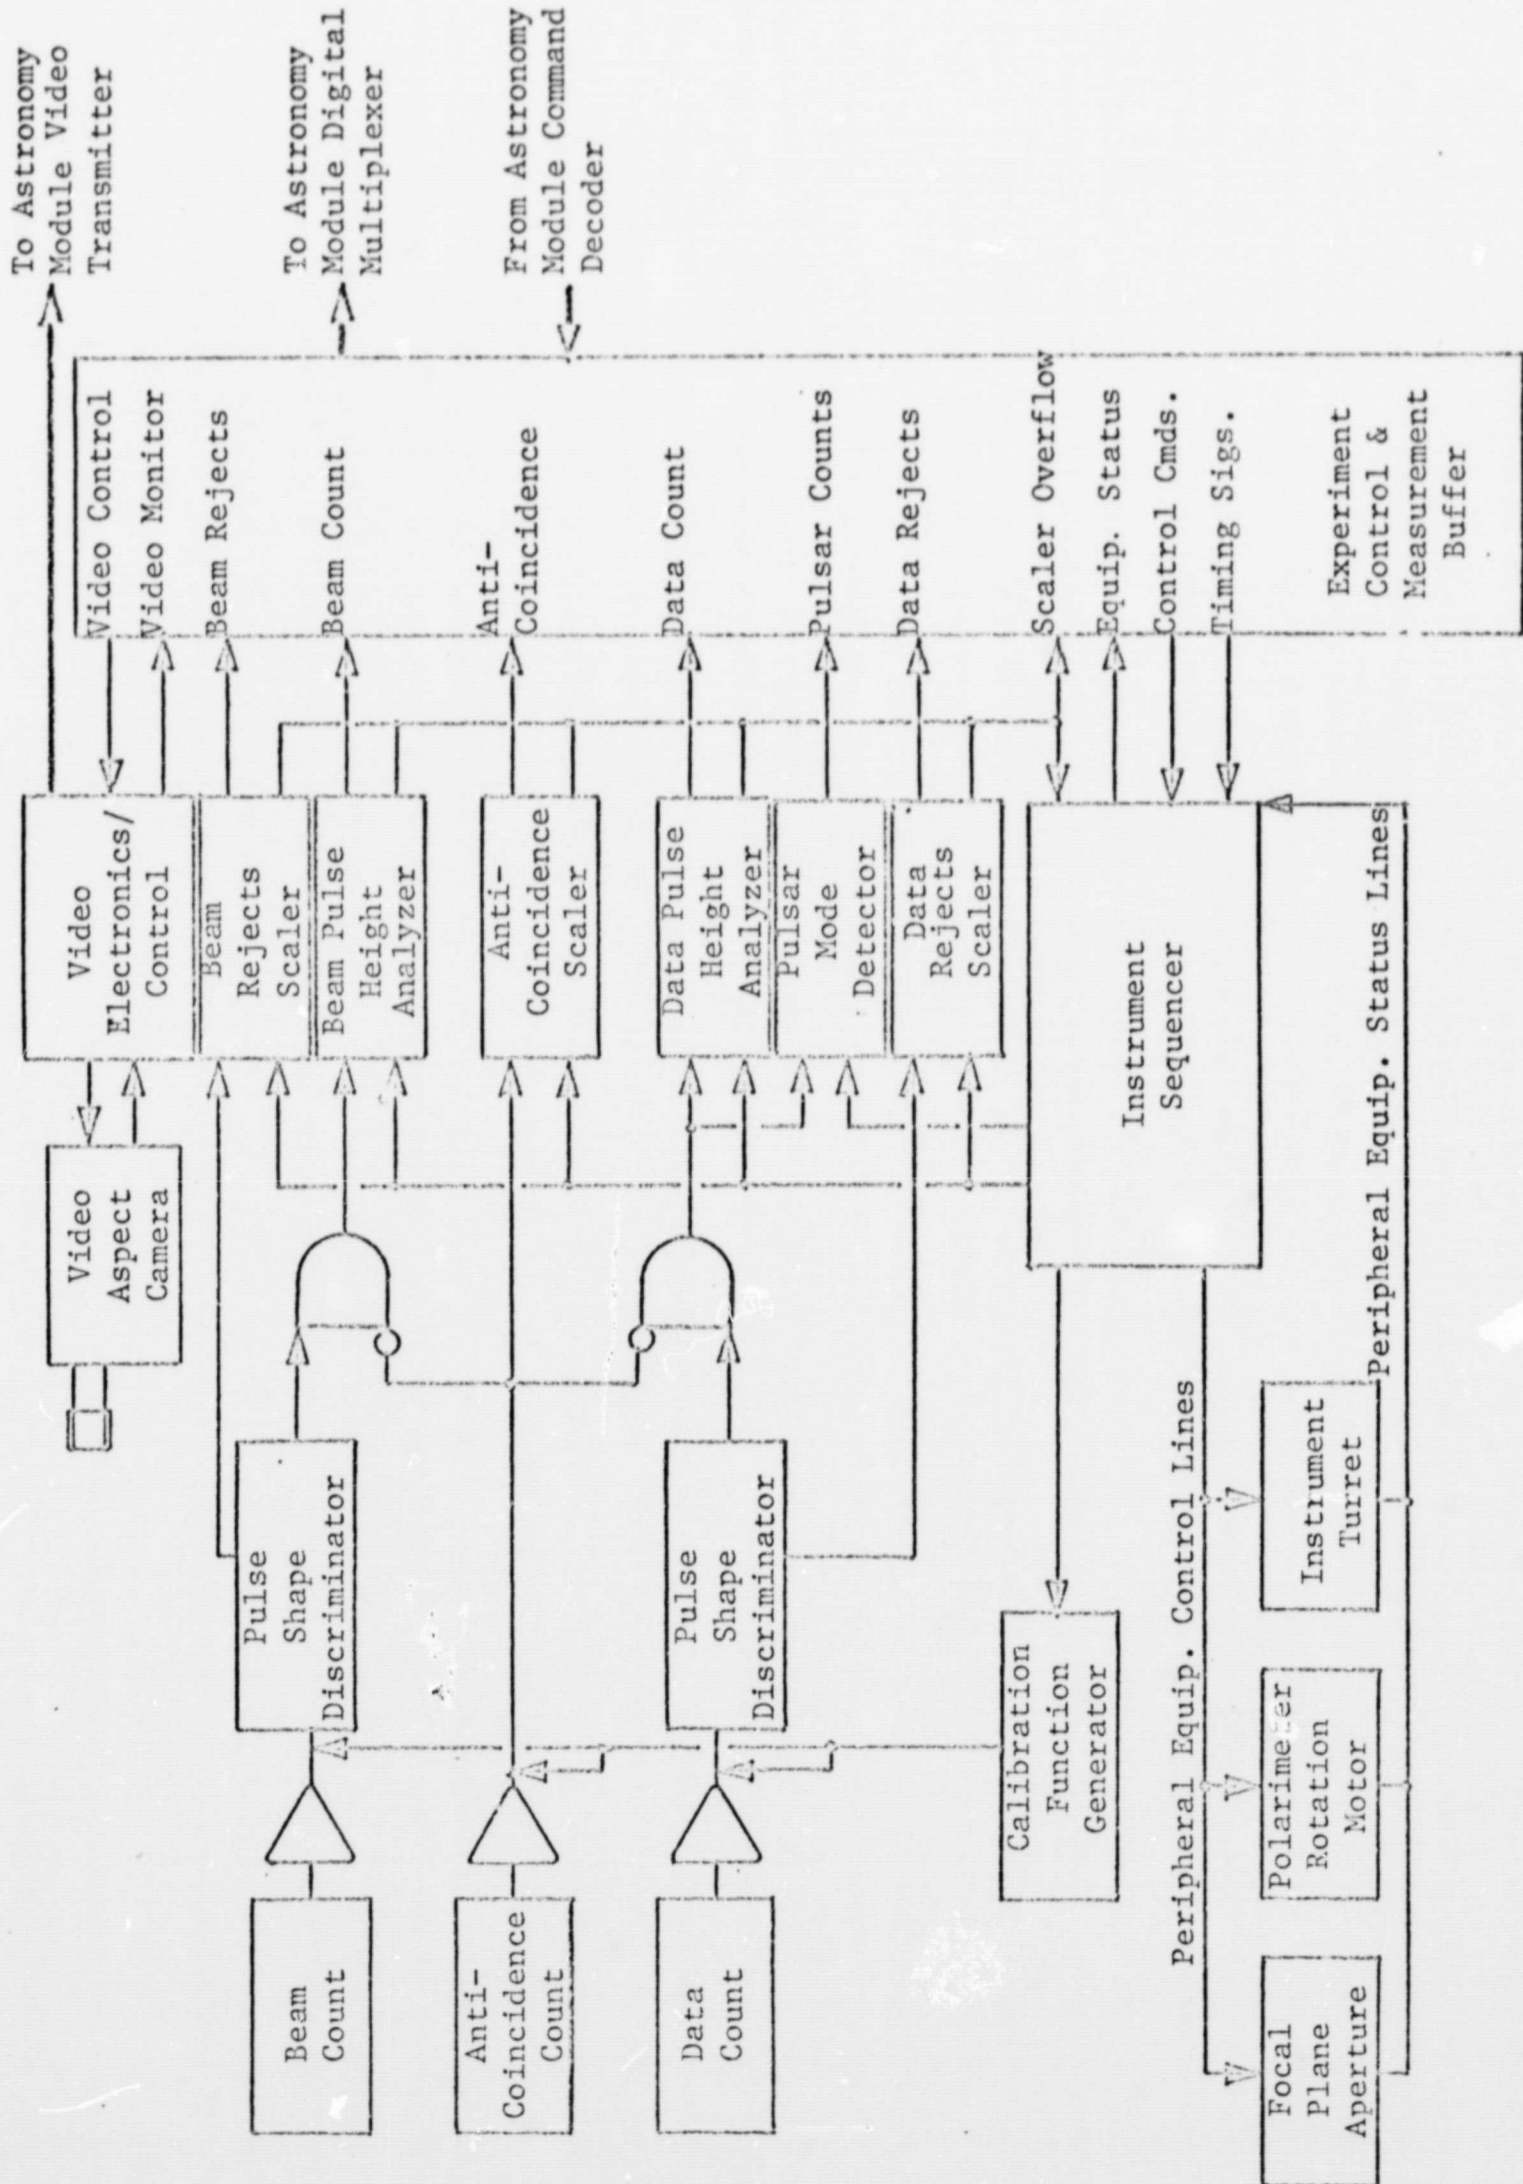 To Astronomy
Module Video
Transmitter
To Astronomy
Module Digital
Multiplexer
From Astronomy
Module Command
Decoder
Video Control
Video Monitor
Beam Rejects
Beam Count
Anti-
Coincidence
Data Count
Pulsar Counts
Data Rejects
Scaler Overflow
Equip. Status
Control Cmds.
Timing Sigs.
Experiment
Control &
Measurement
Buffer
Video
Electronics/
Control
Beam
Rejects
Scaler
Beam Pulse
Height
Analyzer
Anti-
Coincidence
Scaler
Data Pulse
Height
Analyzer
Pulsar
Mode
Detector
Data
Rejects
Scaler
Instrument
Sequencer
Video
Aspect
Camera
Pulse
Shape
Discriminator
Pulse
Shape
Discriminator
Calibration
Function
Generator
Beam
Count
Anti-
Coincidence
Count
Data
Count
Peripheral Equip. Control Lines
Peripheral Equip. Status Lines
Focal
Plane
Aperture
Polarimeter
Rotation
Motor
Instrument
Turret